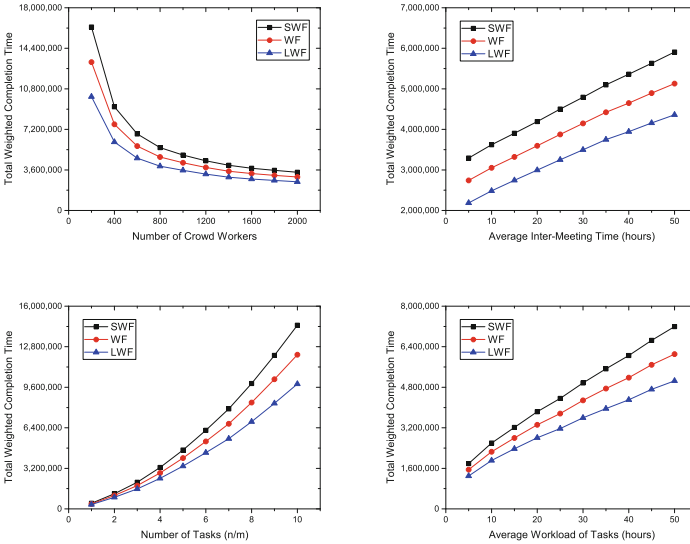 18,000,000
14,400,000
10,800,000
7,200,000
3,600,000
0
Total Weighted Completion Time
SWF
WF
LWF
0 400 800 1200 1600 2000
Number of Crowd Workers
7,000,000
6,000,000
5,000,000
4,000,000
3,000,000
2,000,000
Total Weighted Completion Time
SWF
WF
LWF
0 10 20 30 40 50
Average Inter-Meeting Time (hours)
16,000,000
12,800,000
9,600,000
6,400,000
3,200,000
0
Total Weighted Completion Time
SWF
WF
LWF
0 2 4 6 8 10
Number of Tasks (n/m)
8,000,000
6,400,000
4,800,000
3,200,000
1,600,000
0
Total Weighted Completion Time
SWF
WF
LWF
0 10 20 30 40 50
Average Workload of Tasks (hours)